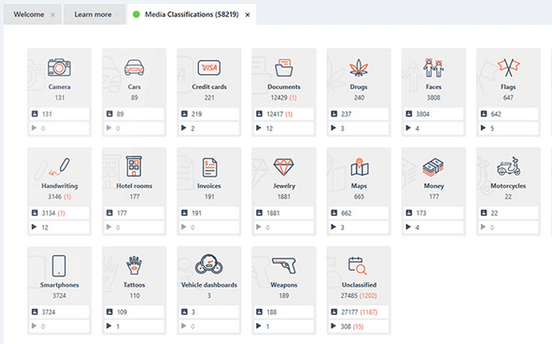 Welcome x Learn more Media Classifications (58219) x
Camera Cars Credit cards Documents Drugs Faces Flags
131 89 221 12429 (1) 240 3808 647
131 89 219 12417 (1) 237 3804 642
0 0 2 12 3 4 5
Handwriting Hotel rooms Invoices Jewelry Maps Money Motorcycles
3146 (1) 177 191 1881 665 177 22
3134 (1) 177 191 1881 662 173 22
12 0 0 0 3 4 0
Smartphones Tattoos Vehicle dashboards Weapons Unclassified
3724 110 3 189 27485 (1202)
3724 109 3 188 27177 (1187)
0 1 0 1 308 (15)
VISA